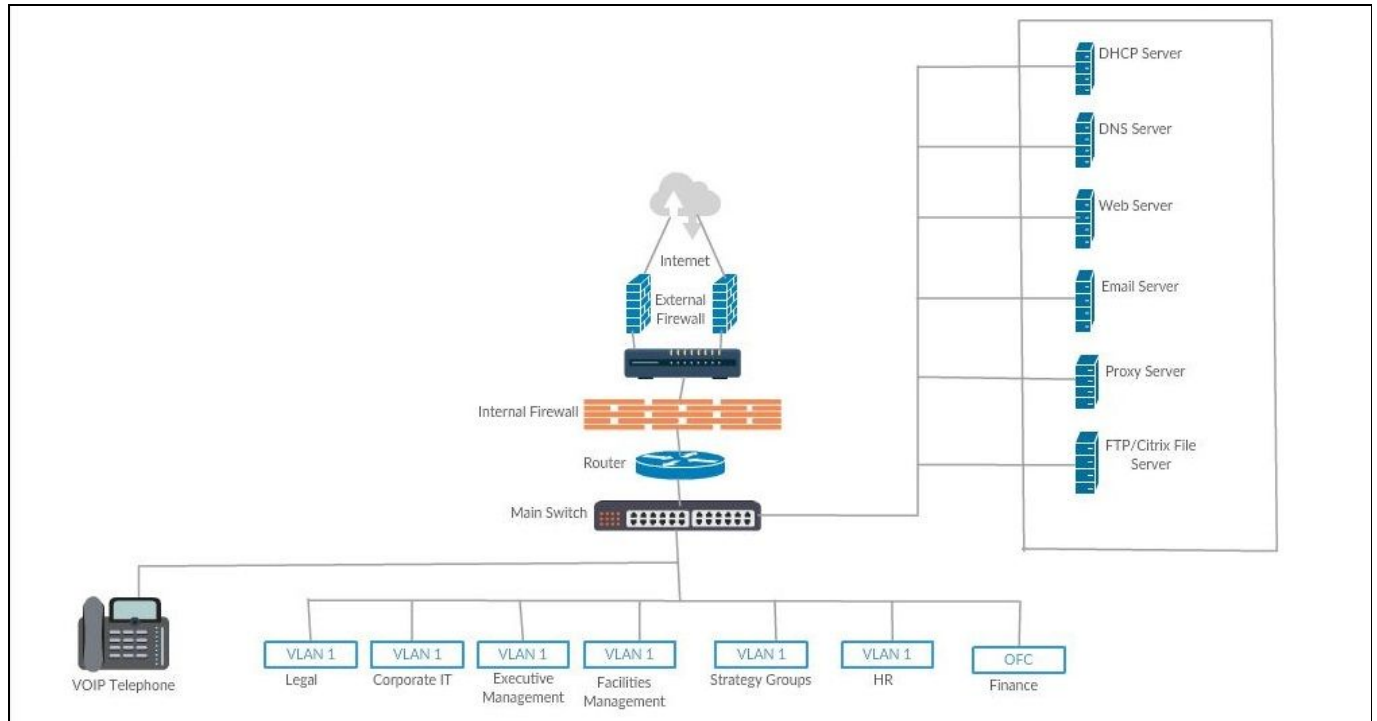 DHCP Server
DNS Server
Web Server
Email Server
Proxy Server
FTP/Citrix File
Server
Internet
External
Firewall
Internal Firewall
Router
Main Switch
VOIP Telephone
VLAN 1
Legal
VLAN 1
Corporate IT
VLAN 1
Executive
Management
VLAN 1
Facilities
Management
VLAN 1
Strategy Groups
VLAN 1
HR
OFC
Finance